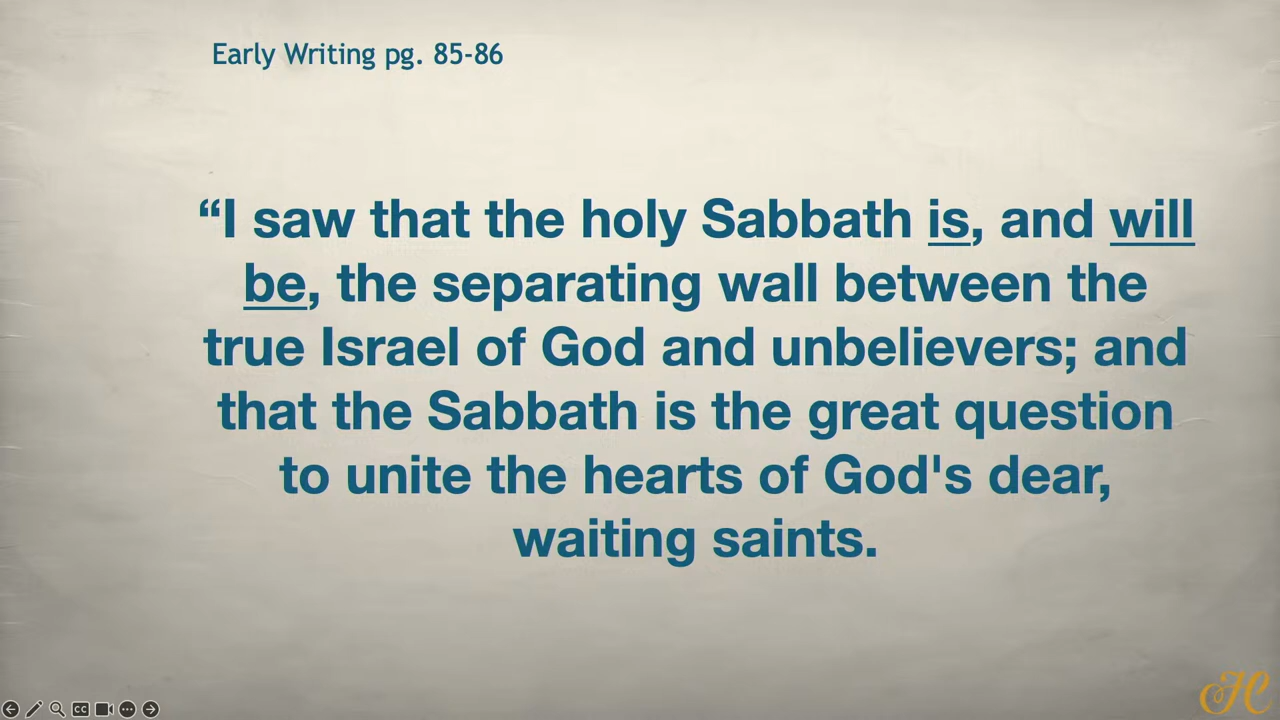 Early Writing pg. 85-86
“I saw that the holy Sabbath is, and will
be, the separating wall between the
true Israel of God and unbelievers; and
that the Sabbath is the great question
to unite the hearts of God's dear,
waiting saints.
CC